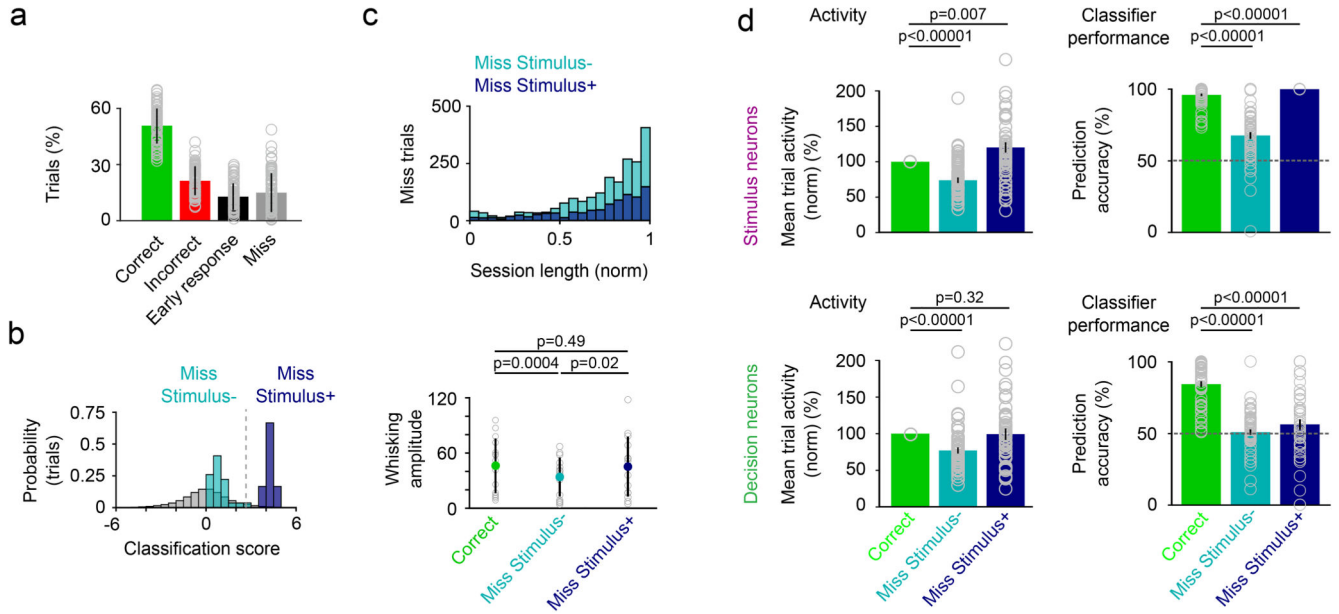 a
Trials (%)
60
30
0
Correct
Incorrect
Early response
Miss
b
Miss
Stimulus-
Miss
Stimulus+
Probability
(trials)
0.75
0.5
0.25
0
-6
0
6
Classification score
c
Miss Stimulus-
Miss Stimulus+
Miss trials
500
250
0
0
0.5
1
Session length (norm)
p=0.49
p=0.0004
p=0.02
Whisking
amplitude
120
60
0
Correct
Miss Stimulus-
Miss Stimulus+
d
Stimulus neurons
Activity
p=0.007
p<0.00001
Mean trial activity
(norm) (%)
200
150
100
50
0
Classifier
performance
p<0.00001
p<0.00001
Prediction
accuracy (%)
100
50
0
Decision neurons
Activity
p=0.32
p<0.00001
Mean trial activity
(norm) (%)
200
150
100
50
0
Correct
Miss Stimulus-
Miss Stimulus+
Classifier
performance
p<0.00001
p<0.00001
Prediction
accuracy (%)
100
50
0
Correct
Miss Stimulus-
Miss Stimulus+